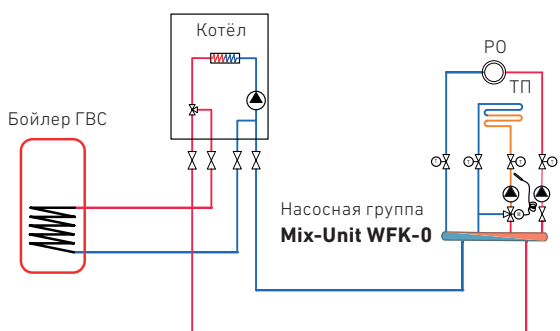 Котёл
РО
ТП
Бойлер ГВС
Т
Т
Т
Т
Насосная группа
Mix-Unit WFK-0